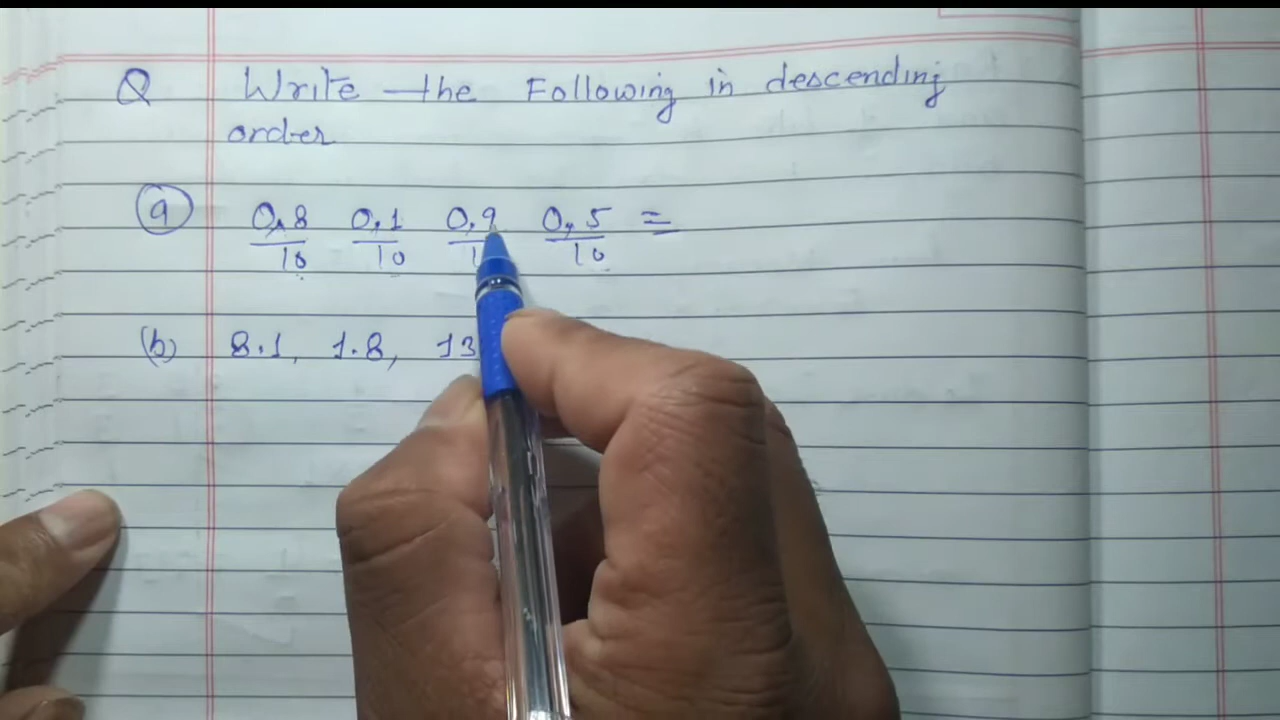 Q Write the Following in descending
order
(a) 0.8 0.1 0.9 0.5 =
10 10 10
(b) 8.1, 1.8, 13